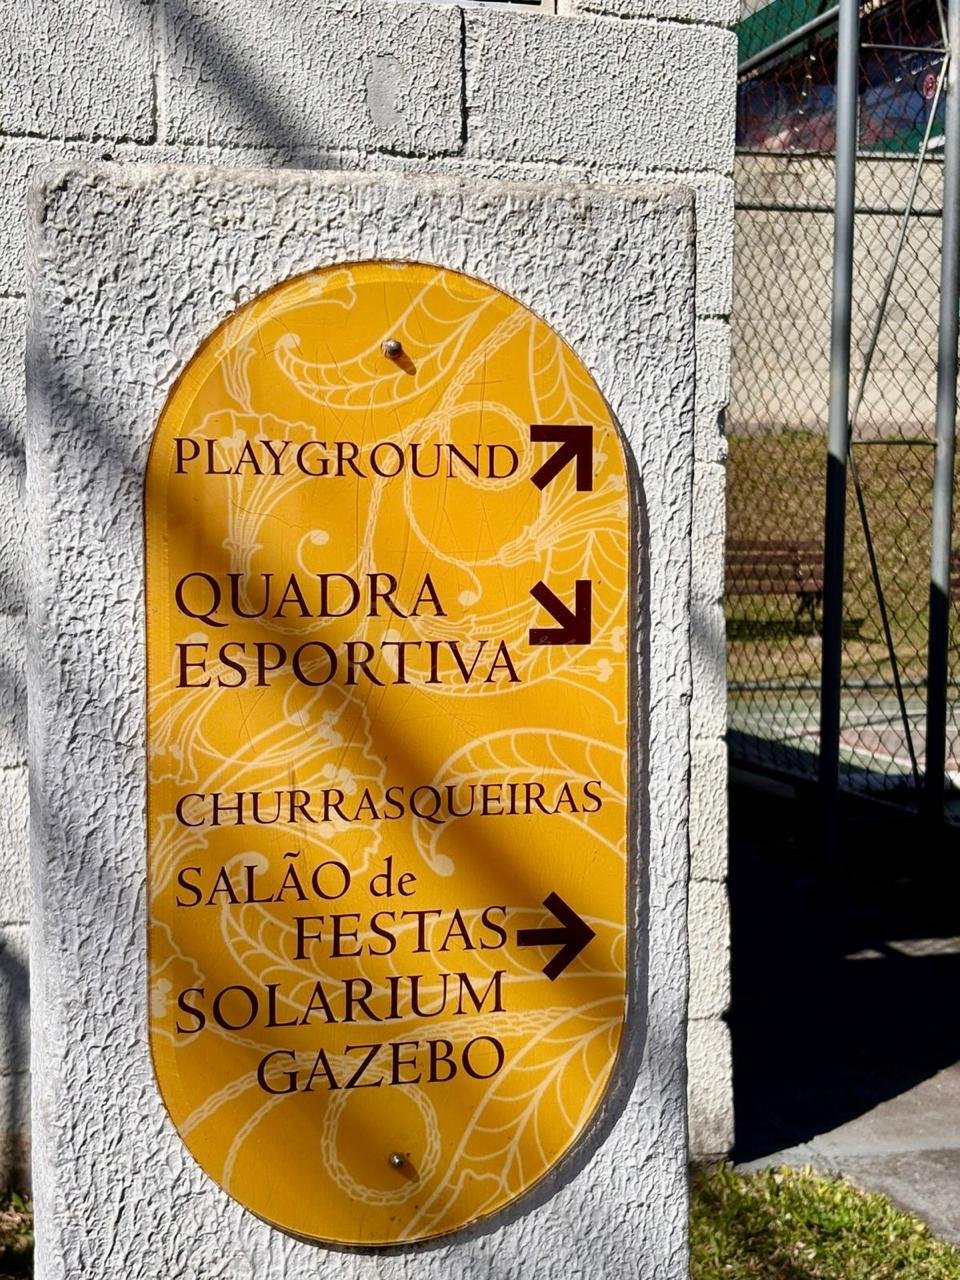 PLAYGROUND
QUADRA
ESPORTIVA
CHURRASQUEIRAS
SALÃO de
FESTAS
SOLARIUM
GAZEBO